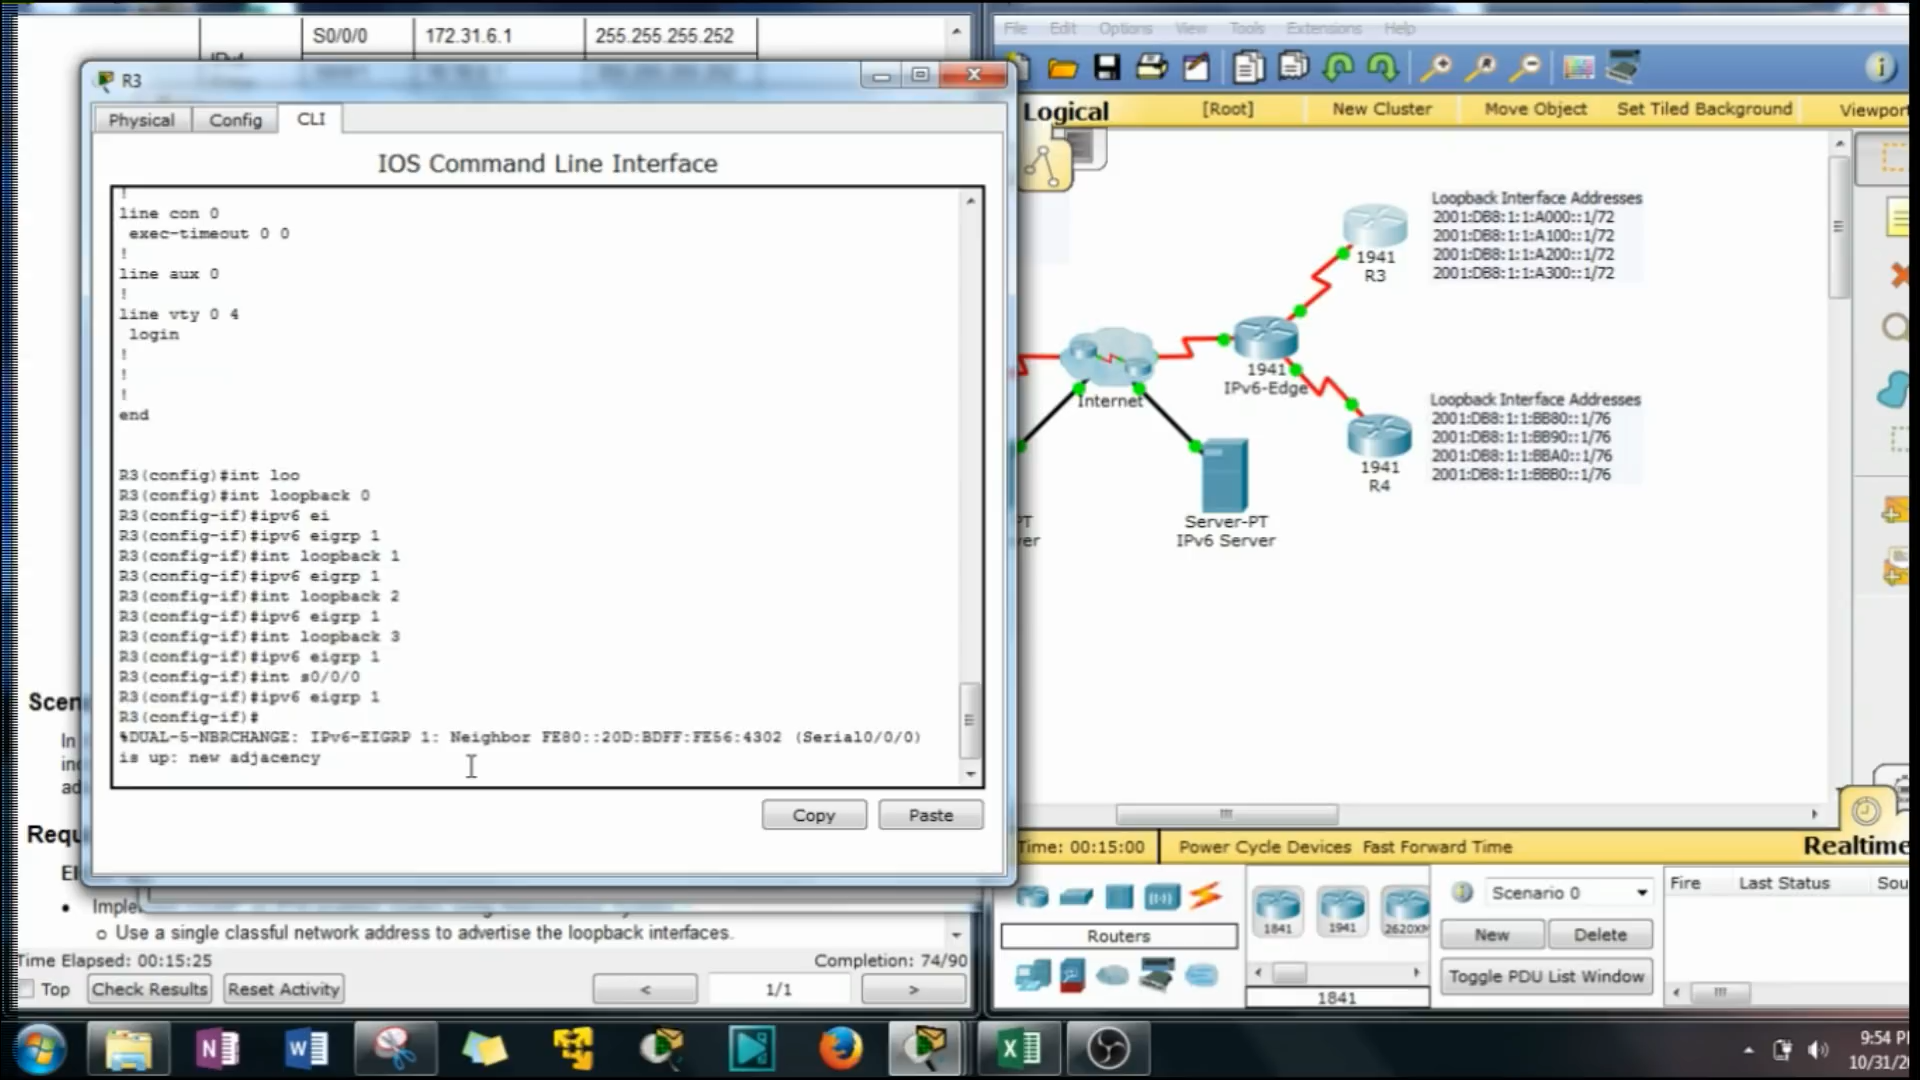 S0/0/0 172.31.6.1 255.255.255.252
R3
Physical Config CLI
IOS Command Line Interface
!
line con 0
exec-timeout 0 0
!
line aux 0
!
line vty 0 4
login
!
!
!
end
R3(config)#int loo
R3(config)#int loopback 0
R3(config-if)#ipv6 ei
R3(config-if)#ipv6 eigrp 1
R3(config-if)#int loopback 1
R3(config-if)#ipv6 eigrp 1
R3(config-if)#int loopback 2
R3(config-if)#ipv6 eigrp 1
R3(config-if)#int loopback 3
R3(config-if)#ipv6 eigrp 1
R3(config-if)#int s0/0/0
R3(config-if)#ipv6 eigrp 1
R3(config-if)#
%DUAL-5-NBRCHANGE: IPv6-EIGRP 1: Neighbor FE80::20D:BDFF:FE56:4302 (Serial0/0/0)
is up: new adjacency
Copy Paste
Scen
In
Requ
o Use a single classful network address to advertise the loopback interfaces.
Time Elapsed: 00:15:25 Completion: 74/90
Top Check Results Reset Activity < 1/1 >
File Edit Options View Tools Extensions Help
Logical [Root] New Cluster Move Object Set Tiled Background Viewport
Loopback Interface Addresses
2001:DB8:1:1:A000::1/72
2001:DB8:1:1:A100::1/72
2001:DB8:1:1:A200::1/72
2001:DB8:1:1:A300::1/72
1941
R3
1941
IPv6-Edge
Internet
Loopback Interface Addresses
2001:DB8:1:1:BB80::1/76
2001:DB8:1:1:BB90::1/76
2001:DB8:1:1:BBA0::1/76
2001:DB8:1:1:BBB0::1/76
1941
R4
PT
ver
Server-PT
IPv6 Server
Time: 00:15:00 Power Cycle Devices Fast Forward Time Realtime
1841 1941 2620XM
Routers
1841
Scenario 0
New Delete
Toggle PDU List Window
Fire Last Status Sou
9:54 P
10/31/20